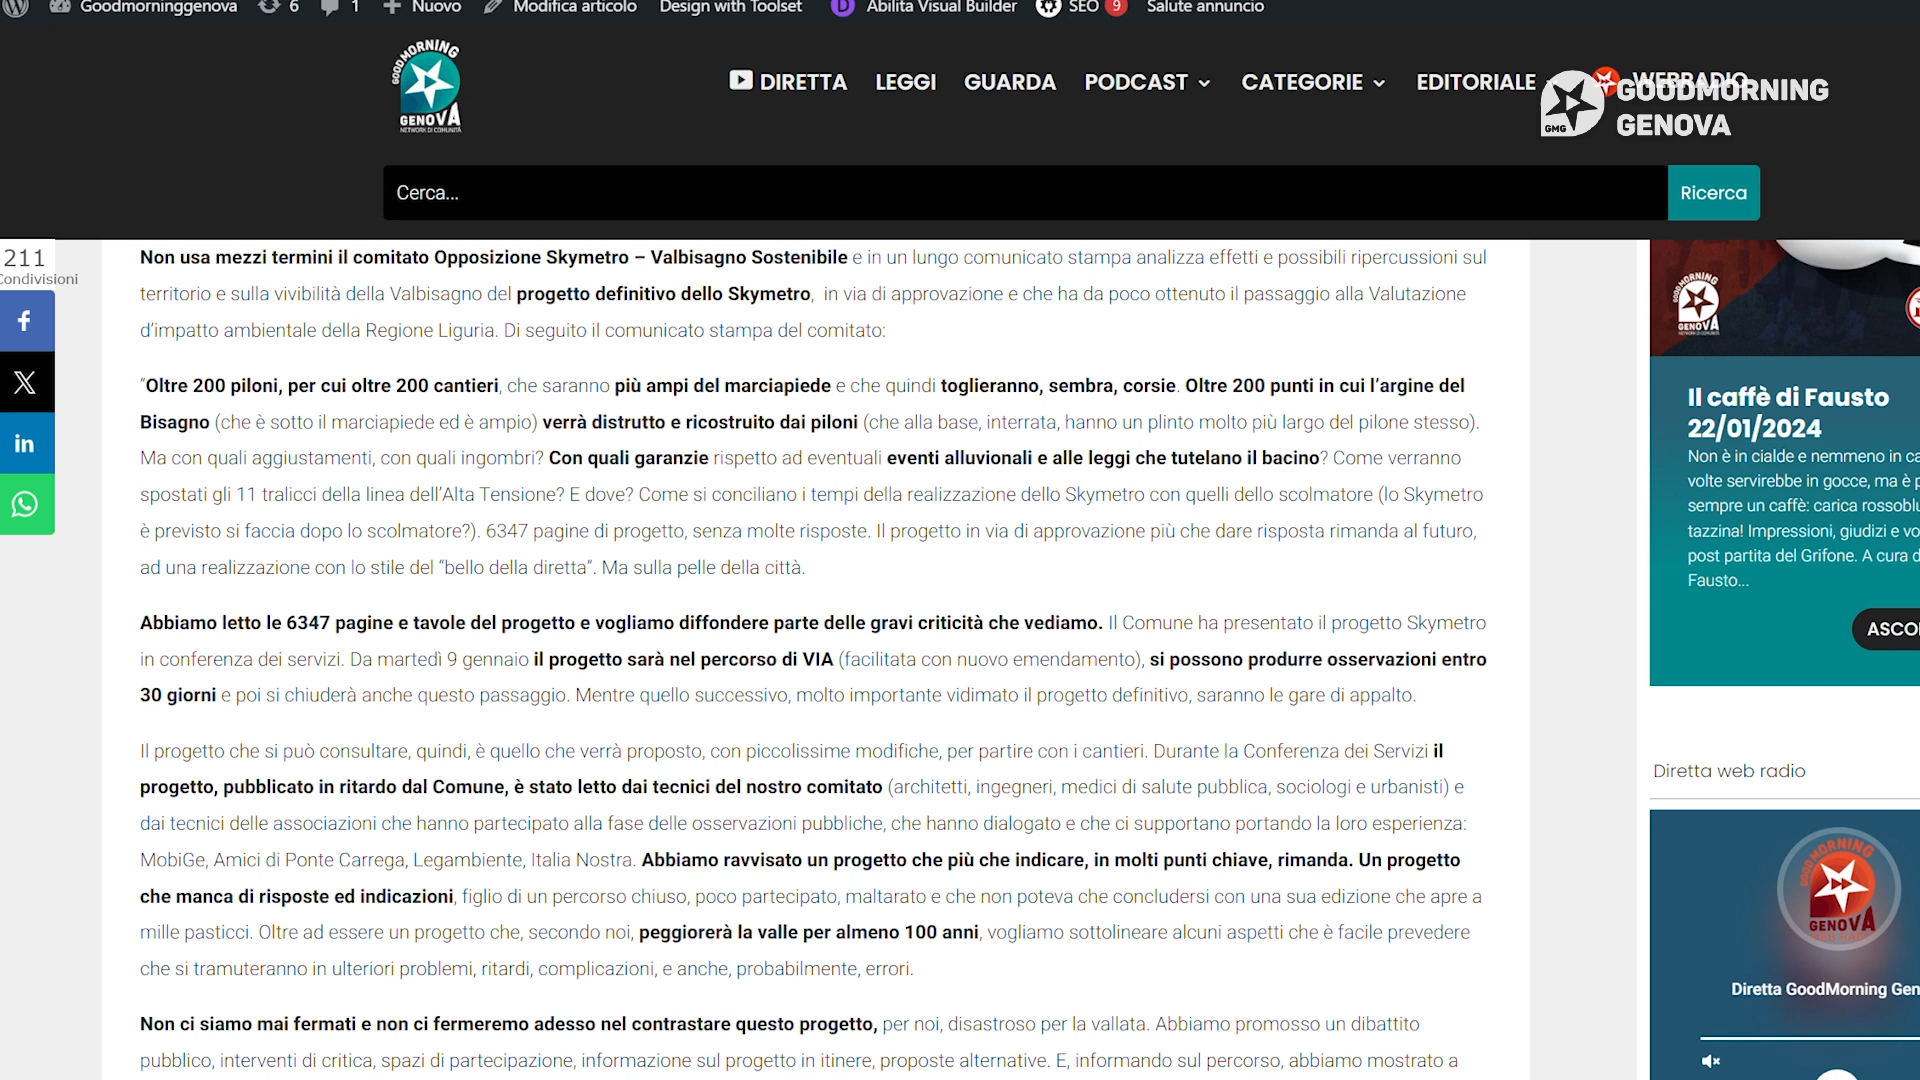 Goodmorninggenova 6 1 Nuovo Modifica articolo Design with Toolset Abilita Visual Builder SEO 9 Salute annuncio
GOODMORNING
GENOVA
NETWORK DI COMUNITÀ
DIRETTA LEGGI GUARDA PODCAST CATEGORIE EDITORIALE WEBRADIO
GMG
GOODMORNING
GENOVA
Cerca...
Ricerca
211
Condivisioni
Non usa mezzi termini il comitato Opposizione Skymetro – Valbisagno Sostenibile e in un lungo comunicato stampa analizza effetti e possibili ripercussioni sul
territorio e sulla vivibilità della Valbisagno del progetto definitivo dello Skymetro, in via di approvazione e che ha da poco ottenuto il passaggio alla Valutazione
d’impatto ambientale della Regione Liguria. Di seguito il comunicato stampa del comitato:
“Oltre 200 piloni, per cui oltre 200 cantieri, che saranno più ampi del marciapiede e che quindi toglieranno, sembra, corsie. Oltre 200 punti in cui l’argine del
Bisagno (che è sotto il marciapiede ed è ampio) verrà distrutto e ricostruito dai piloni (che alla base, interrata, hanno un plinto molto più largo del pilone stesso).
Ma con quali aggiustamenti, con quali ingombri? Con quali garanzie rispetto ad eventuali eventi alluvionali e alle leggi che tutelano il bacino? Come verranno
spostati gli 11 tralicci della linea dell’Alta Tensione? E dove? Come si conciliano i tempi della realizzazione dello Skymetro con quelli dello scolmatore (lo Skymetro
è previsto si faccia dopo lo scolmatore?). 6347 pagine di progetto, senza molte risposte. Il progetto in via di approvazione più che dare risposta rimanda al futuro,
ad una realizzazione con lo stile del “bello della diretta”. Ma sulla pelle della città.
Abbiamo letto le 6347 pagine e tavole del progetto e vogliamo diffondere parte delle gravi criticità che vediamo. Il Comune ha presentato il progetto Skymetro
in conferenza dei servizi. Da martedì 9 gennaio il progetto sarà nel percorso di VIA (facilitata con nuovo emendamento), si possono produrre osservazioni entro
30 giorni e poi si chiuderà anche questo passaggio. Mentre quello successivo, molto importante vidimato il progetto definitivo, saranno le gare di appalto.
Il progetto che si può consultare, quindi, è quello che verrà proposto, con piccolissime modifiche, per partire con i cantieri. Durante la Conferenza dei Servizi il
progetto, pubblicato in ritardo dal Comune, è stato letto dai tecnici del nostro comitato (architetti, ingegneri, medici di salute pubblica, sociologi e urbanisti) e
dai tecnici delle associazioni che hanno partecipato alla fase delle osservazioni pubbliche, che hanno dialogato e che ci supportano portando la loro esperienza:
MobiGe, Amici di Ponte Carrega, Legambiente, Italia Nostra. Abbiamo ravvisato un progetto che più che indicare, in molti punti chiave, rimanda. Un progetto
che manca di risposte ed indicazioni, figlio di un percorso chiuso, poco partecipato, maltarato e che non poteva che concludersi con una sua edizione che apre a
mille pasticci. Oltre ad essere un progetto che, secondo noi, peggiorerà la valle per almeno 100 anni, vogliamo sottolineare alcuni aspetti che è facile prevedere
che si tramuteranno in ulteriori problemi, ritardi, complicazioni, e anche, probabilmente, errori.
Non ci siamo mai fermati e non ci fermeremo adesso nel contrastare questo progetto, per noi, disastroso per la vallata. Abbiamo promosso un dibattito
pubblico, interventi di critica, spazi di partecipazione, informazione sul progetto in itinere, proposte alternative. E, informando sul percorso, abbiamo mostrato a
GOODMORNING
GENOVA
Il caffè di Fausto
22/01/2024
Non è in cialde e nemmeno in ca
volte servirebbe in gocce, ma è p
sempre un caffè: carica rossoblu
tazzina! Impressioni, giudizi e vo
post partita del Grifone. A cura d
Fausto...
ASCO
Diretta web radio
GOODMORNING
GENOVA
Diretta GoodMorning Gen